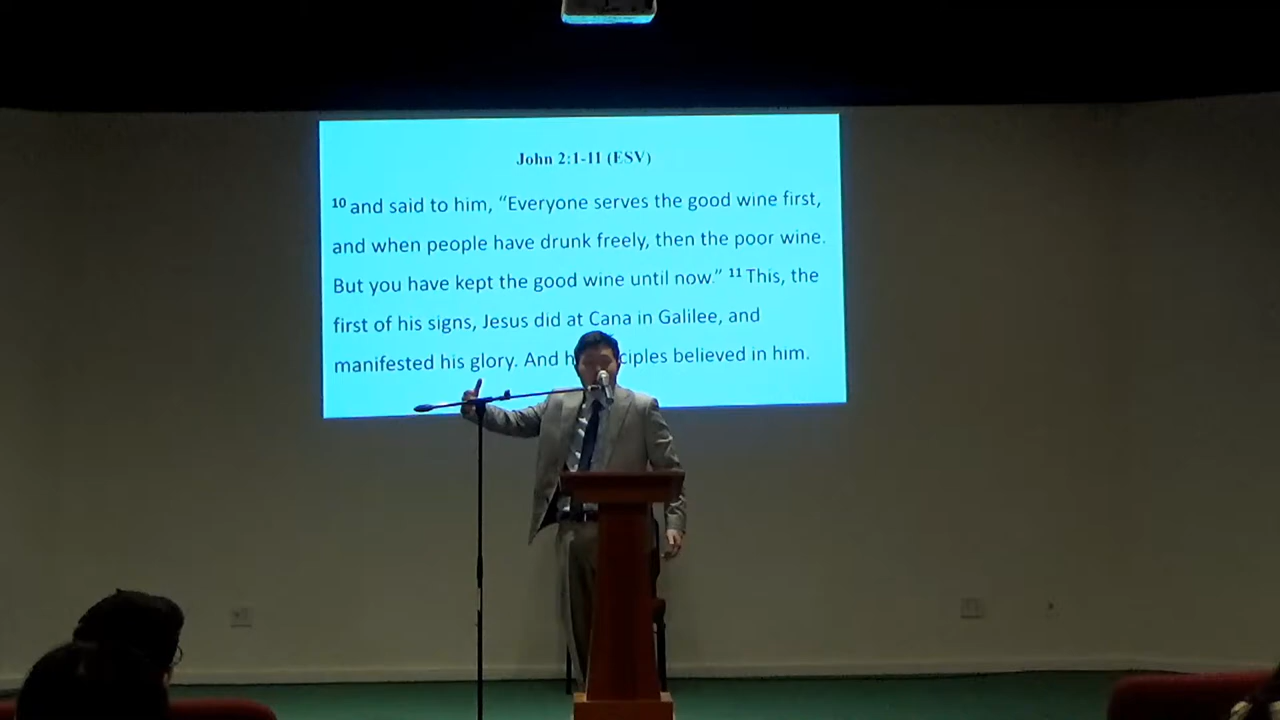 John 2:1-11 (ESV)
10 and said to him, “Everyone serves the good wine first,
and when people have drunk freely, then the poor wine.
But you have kept the good wine until now.” 11 This, the
first of his signs, Jesus did at Cana in Galilee, and
manifested his glory. And believed in him.